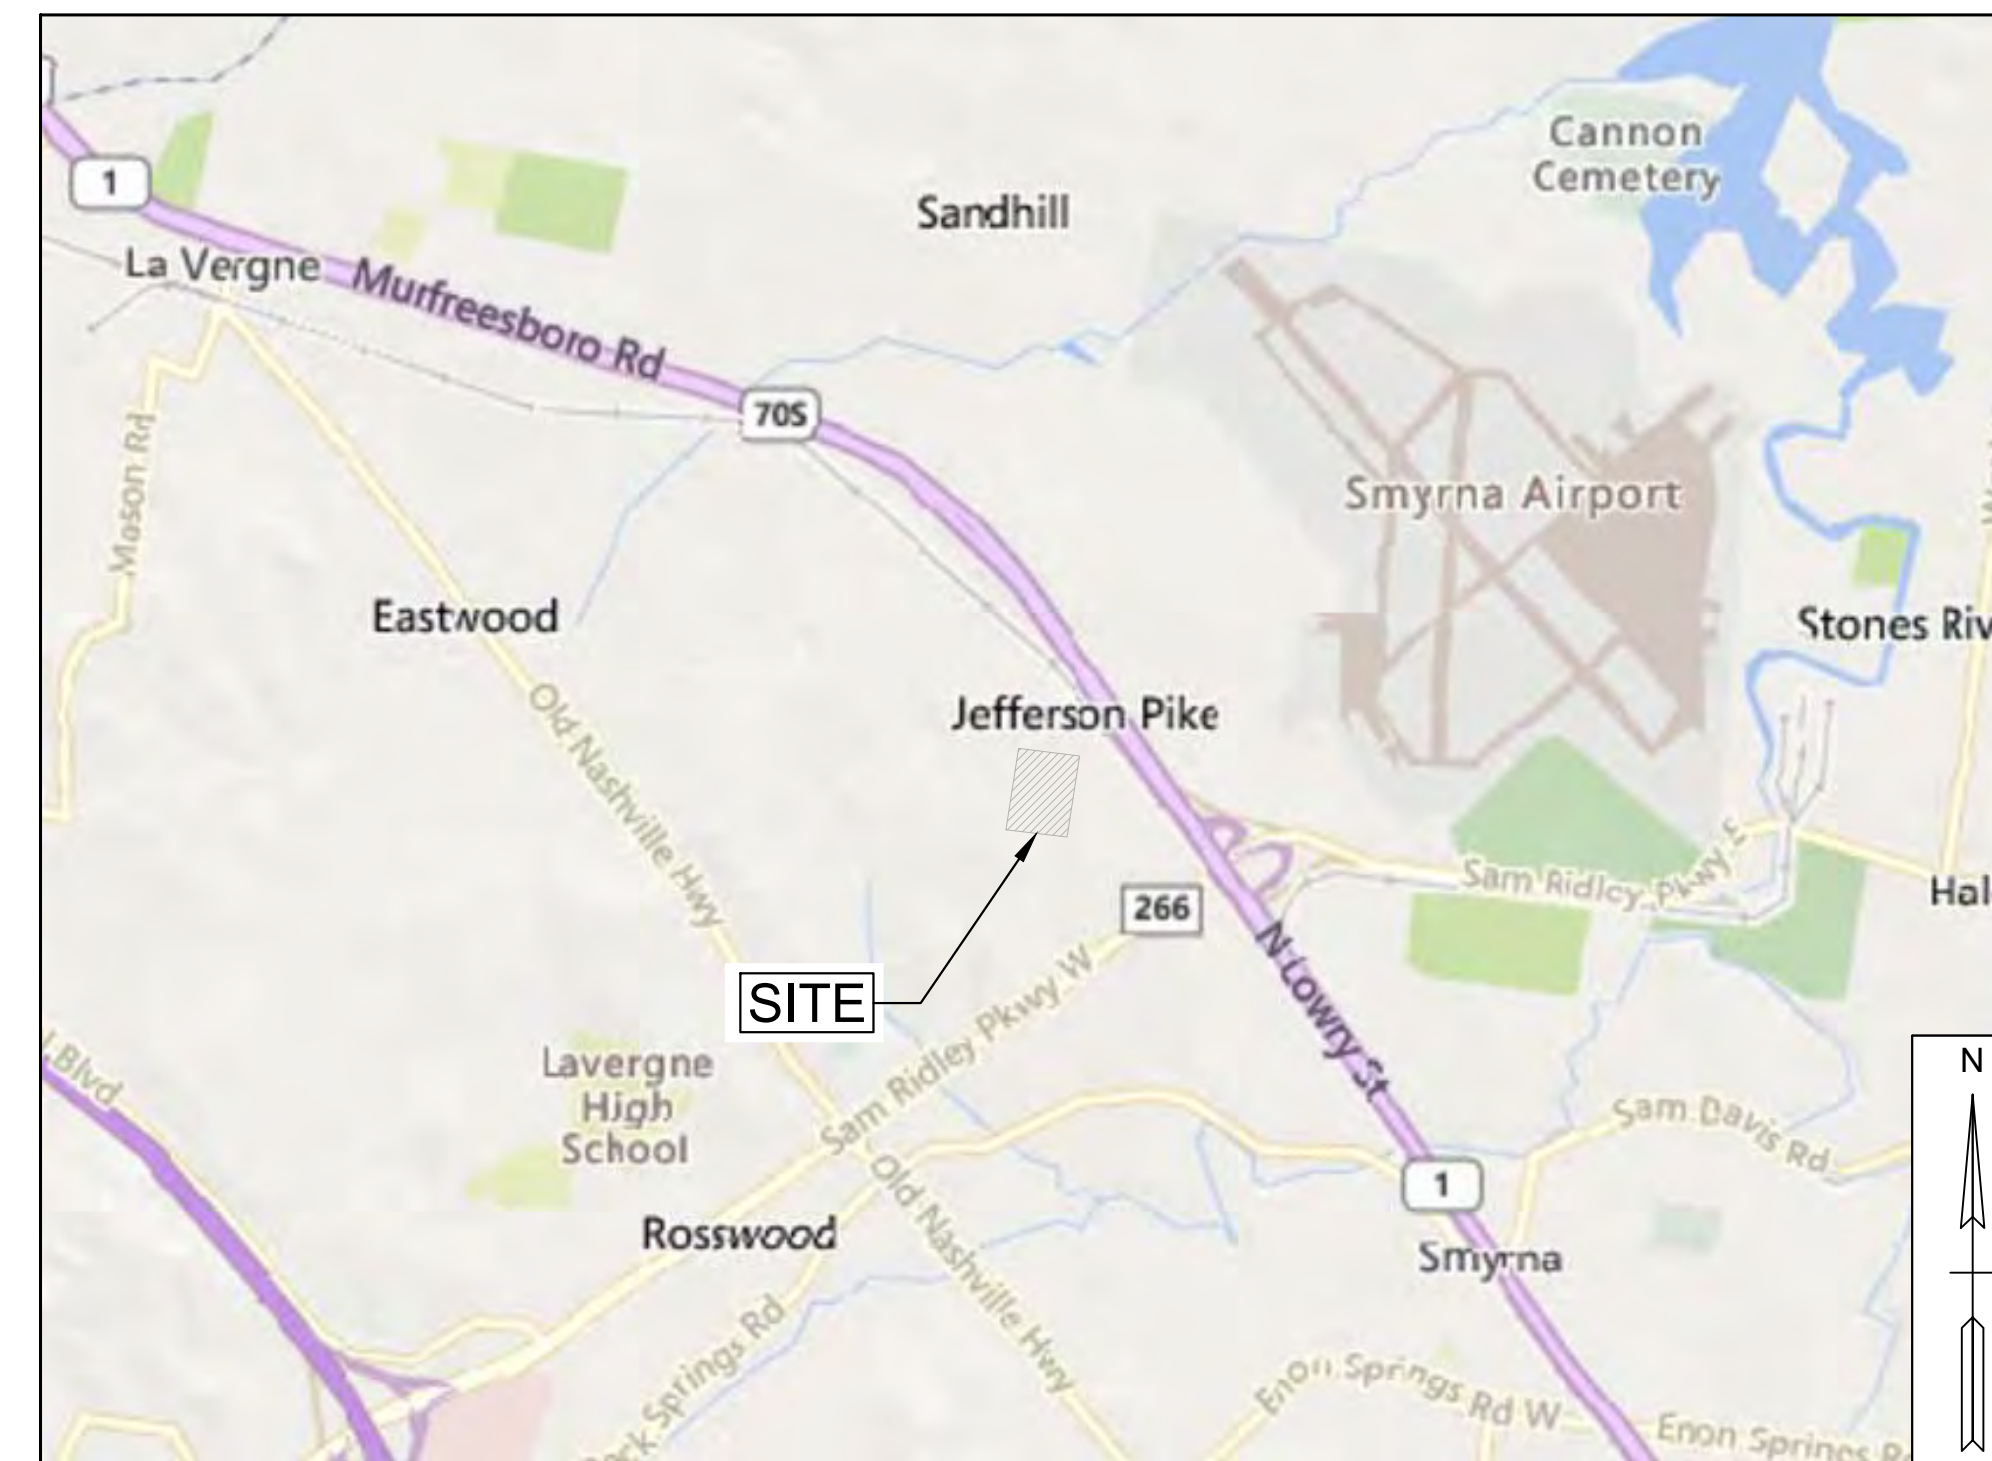 Cannon
Cemetery
1
Sandhill
La Vergne
Murfreesboro Rd
70S
Mason Rd
Smyrna Airport
Eastwood
Stones Riv
Old Nashville Hwy
Jefferson Pike
Sam Ridley Pkwy E
Hal
266
N Lowry St
SITE
Sam Ridley Pkwy W
N
Blvd
Lavergne
High
School
Sam Davis Rd
1
Old Nashville Hwy
Rosswood
Smyrna
ck Springs Rd
Enon Springs Rd W
Enon Springs R